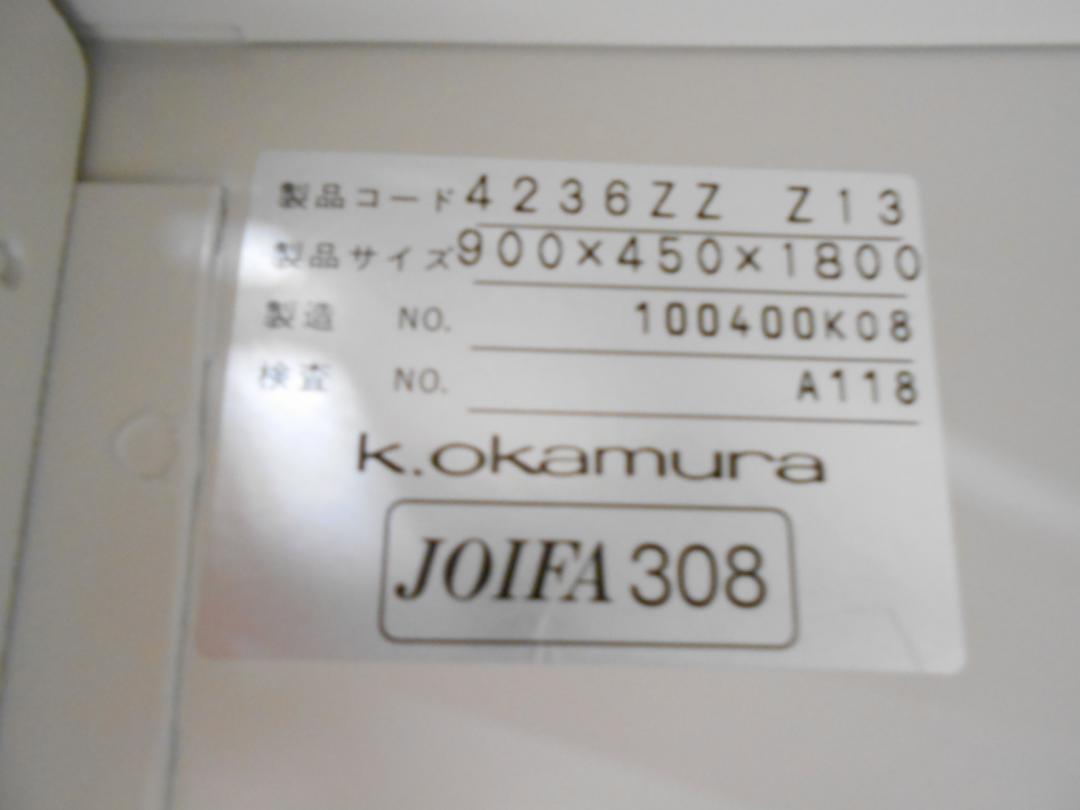 製品コード 4236ZZ Z13
製品サイズ 900×450×1800
製造 NO. 100400K08
検査 NO. A118
k.okamura
JOIFA 308